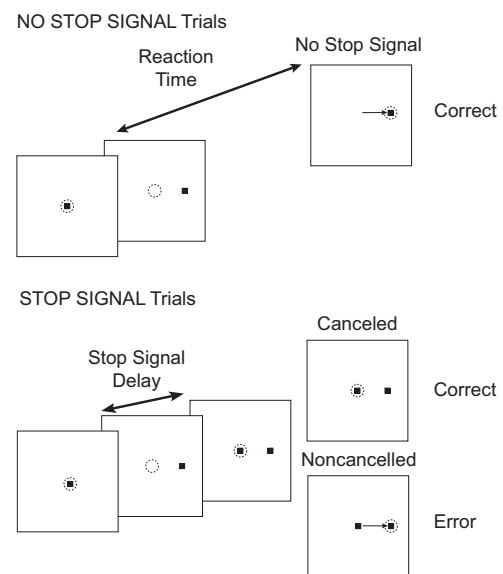 NO STOP SIGNAL Trials
Reaction
Time
No Stop Signal
Correct
STOP SIGNAL Trials
Stop Signal
Delay
Canceled
Correct
Noncancelled
Error